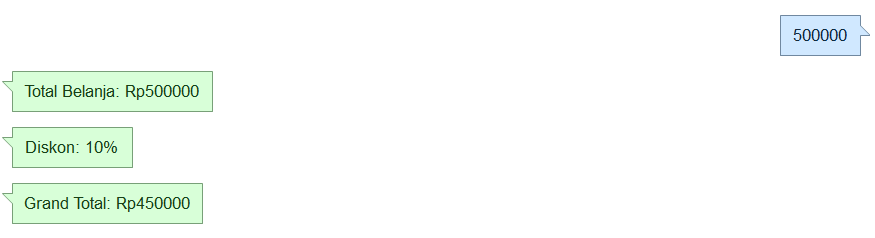 500000
Total Belanja: Rp500000
Diskon: 10%
Grand Total: Rp450000